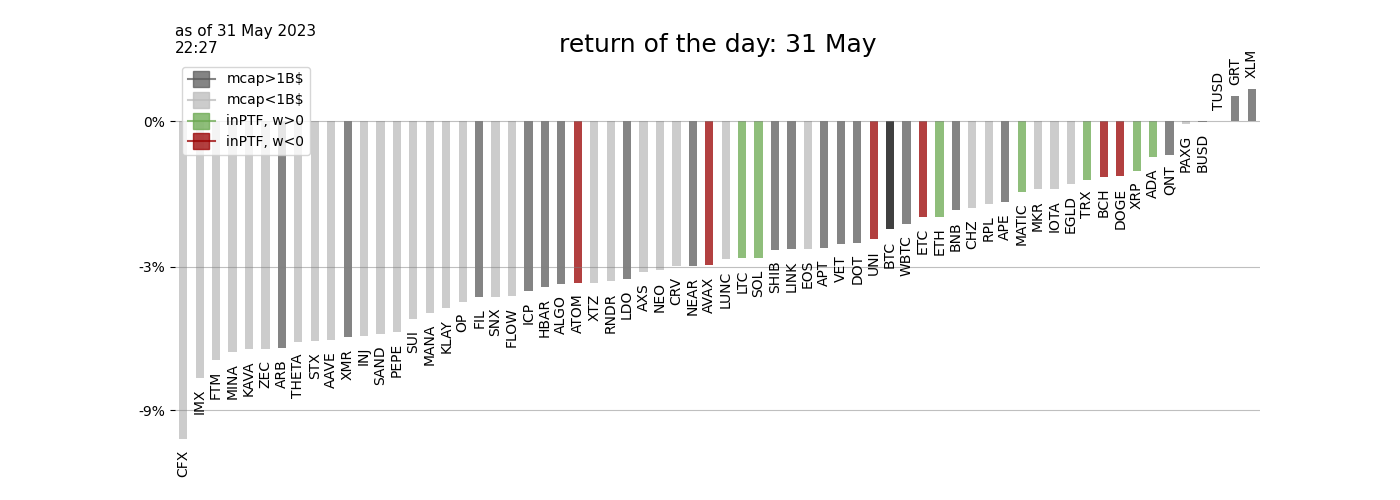 as of 31 May 2023
22:27
return of the day: 31 May
mcap>1B$
mcap<1B$
inPTF, w>0
inPTF, w<0
0%
-3%
-9%
CFX
IMX
FTM
MINA
KAVA
ZEC
ARB
THETA
STX
AAVE
XMR
INJ
SAND
PEPE
SUI
MANA
KLAY
OP
FIL
SNX
FLOW
ICP
HBAR
ALGO
ATOM
XTZ
RNDR
LDO
AXS
NEO
CRV
NEAR
AVAX
LUNC
LTC
SOL
SHIB
LINK
EOS
APT
VET
DOT
UNI
BTC
WBTC
ETC
ETH
BNB
CHZ
RPL
APE
MATIC
MKR
IOTA
EGLD
TRX
BCH
DOGE
XRP
ADA
QNT
PAXG
BUSD
TUSD
GRT
XLM